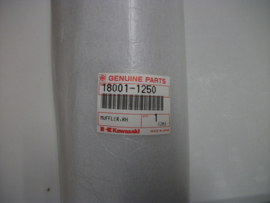 GENUINE PARTS
18001-1250
MUFFLER,RH
1
Kawasaki